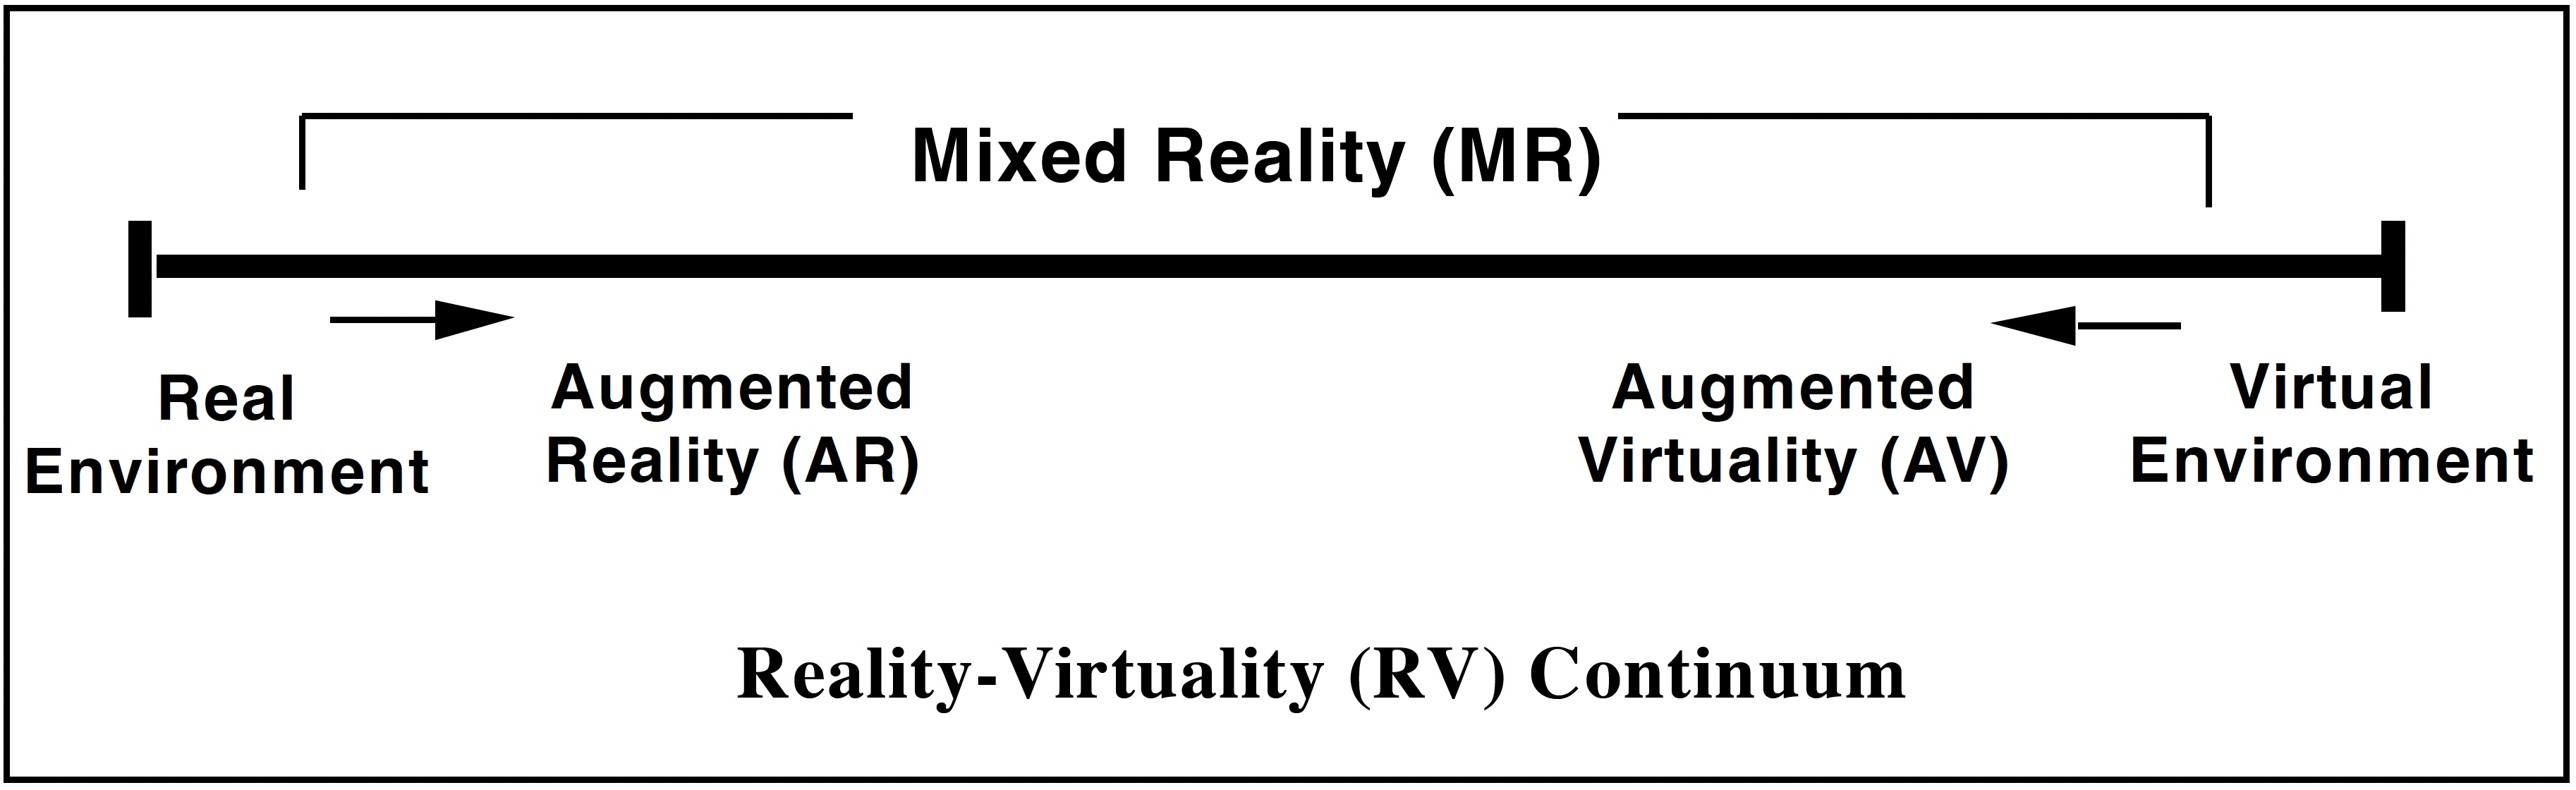 Mixed Reality (MR)
Real
Environment
Augmented
Reality (AR)
Augmented
Virtuality (AV)
Virtual
Environment
Reality-Virtuality (RV) Continuum